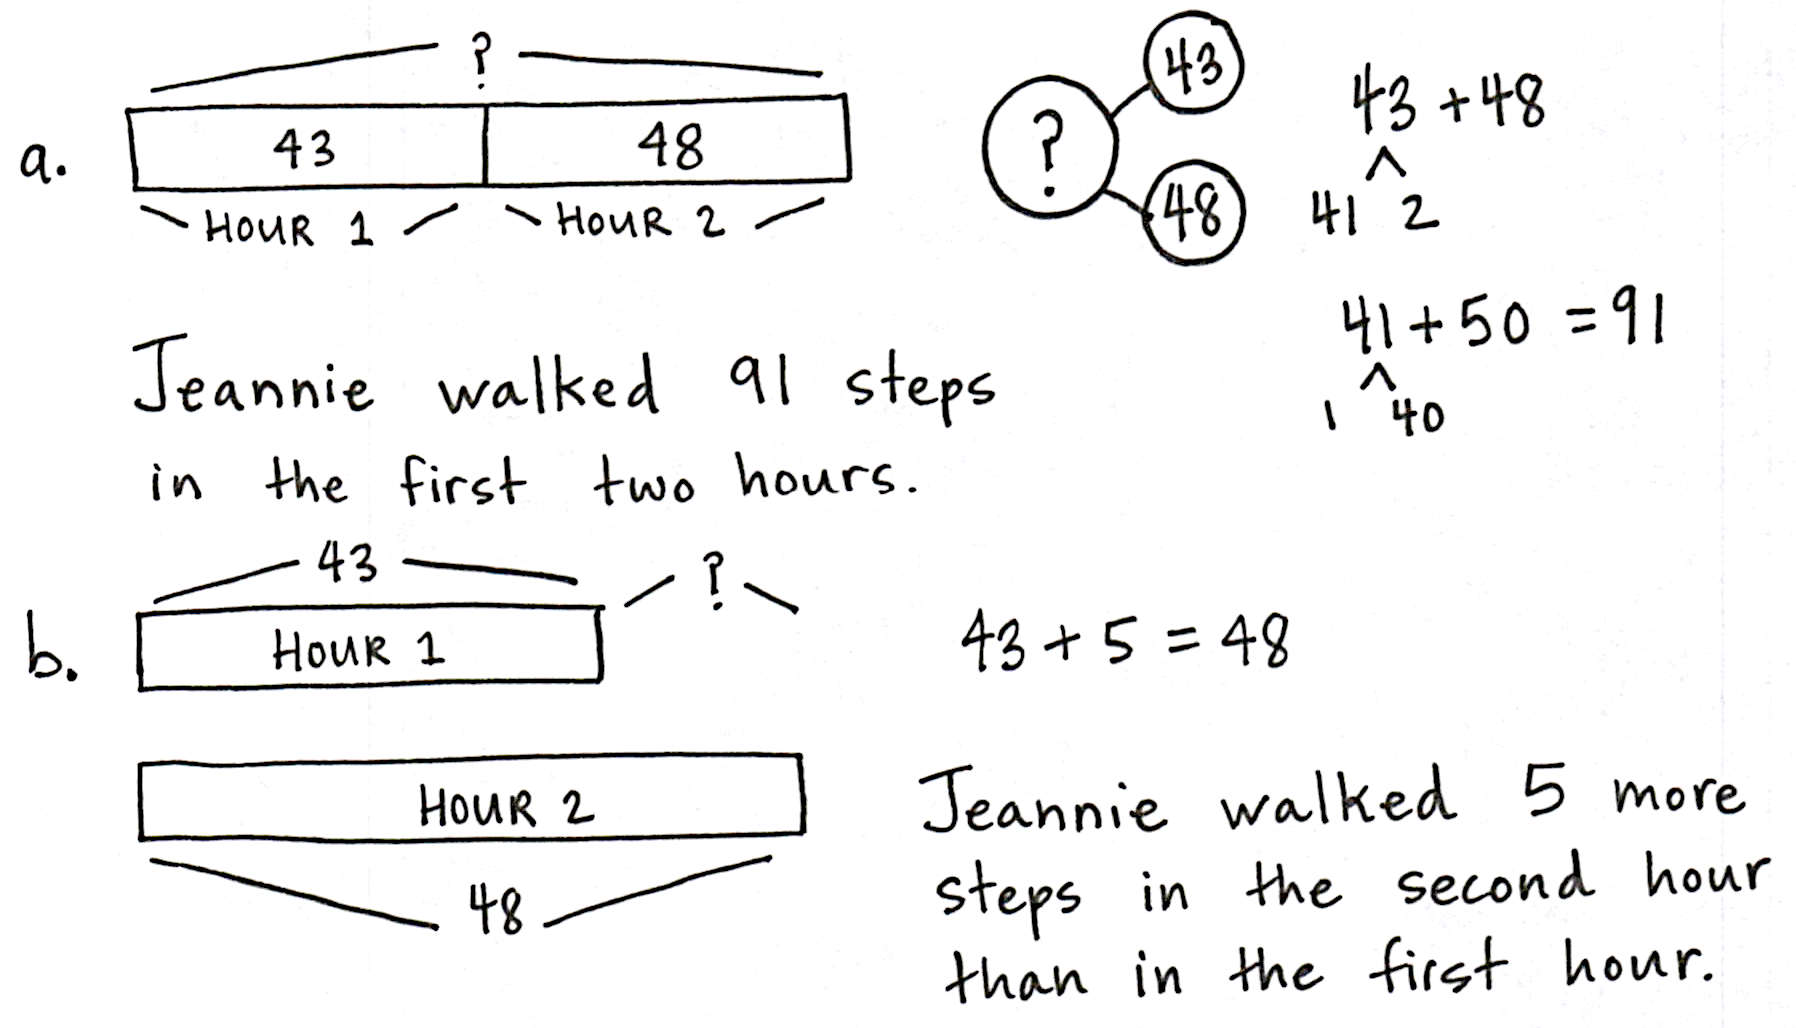 a.
?
43 48
HOUR 1 HOUR 2
?
43
48
43 + 48
41 2
41 + 50 = 91
1 40
Jeannie walked 91 steps
in the first two hours.
b.
43 ?
HOUR 1
HOUR 2
48
43 + 5 = 48
Jeannie walked 5 more
steps in the second hour
than in the first hour.